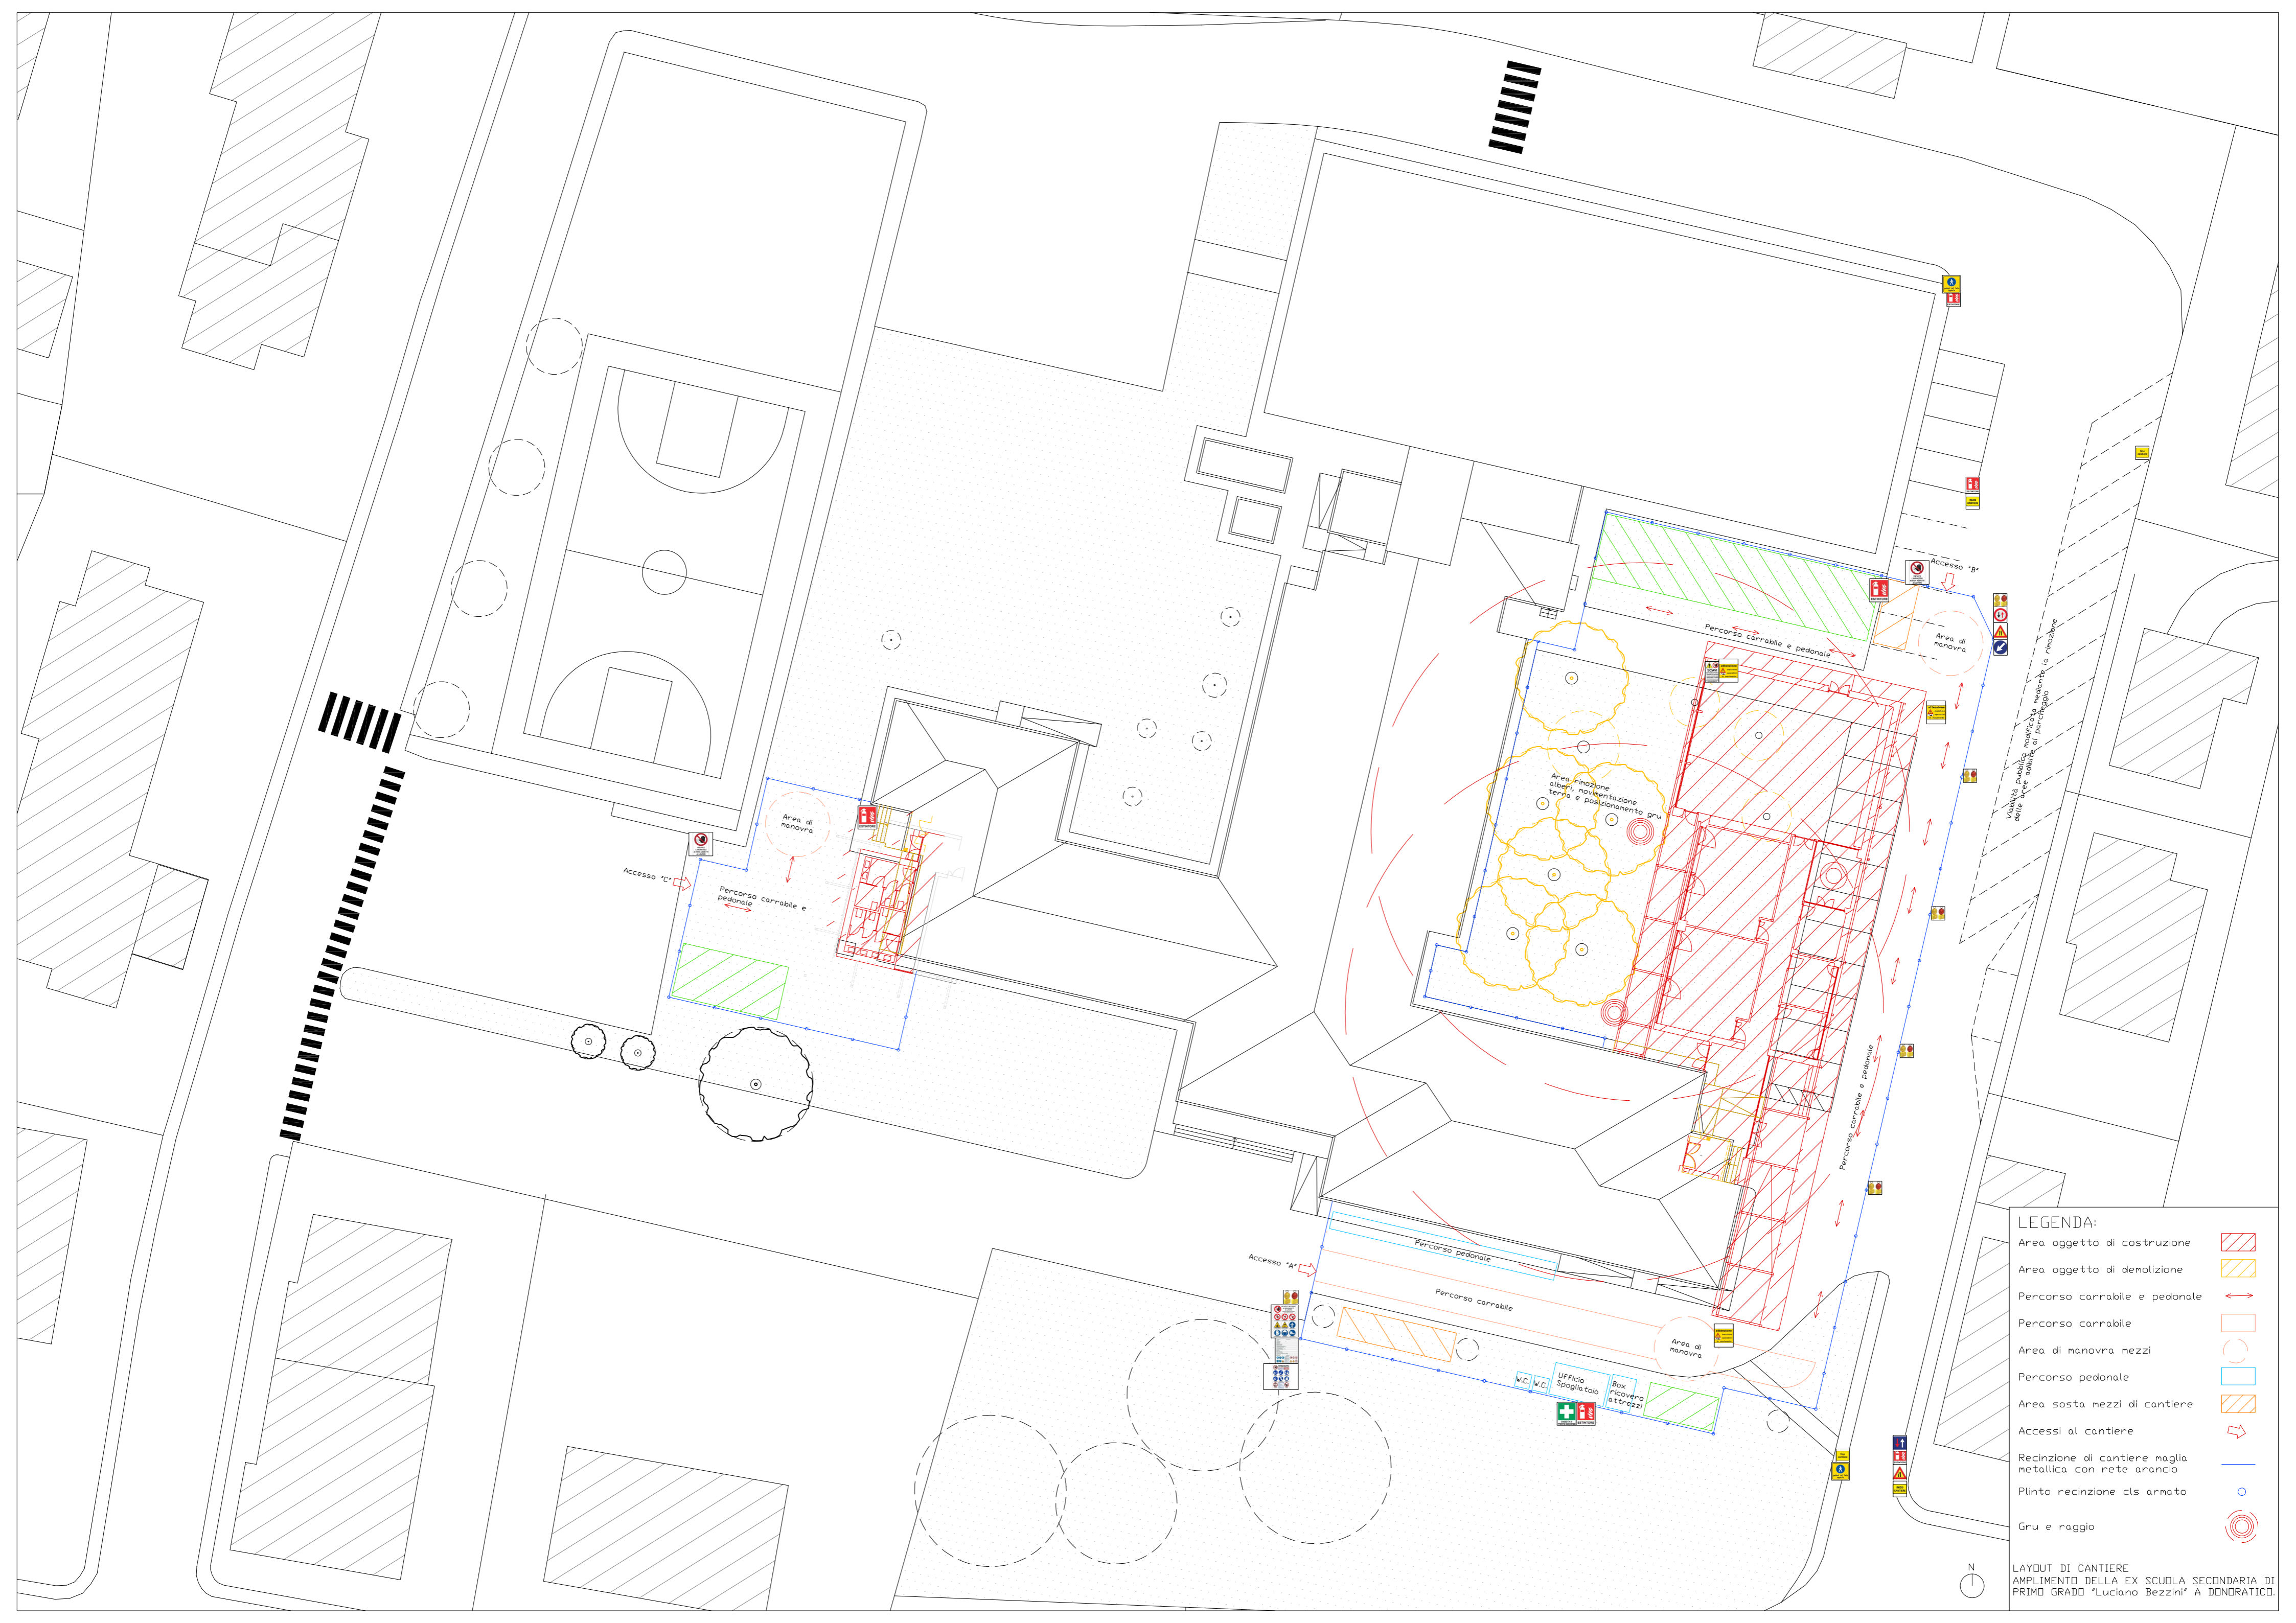 Accesso "B"
Area di
manovra
Percorso carrabile e pedonale
Viabilità pubblica modificata mediante la rimozione
delle aree adibite al parcheggio
Area rimozione
alberi, movimentazione
terra e posizionamento gru
Area di
manovra
Accesso "C"
Percorso carrabile e
pedonale
Percorso carrabile e pedonale
Accesso "A"
Percorso pedonale
Percorso carrabile
Area di
manovra
W.C.
W.C.
Ufficio
Spogliatoio
Box
ricovero
attrezzi
LEGENDA:
Area oggetto di costruzione
Area oggetto di demolizione
Percorso carrabile e pedonale
Percorso carrabile
Area di manovra mezzi
Percorso pedonale
Area sosta mezzi di cantiere
Accessi al cantiere
Recinzione di cantiere maglia
metallica con rete arancio
Plinto recinzione cls armato
Gru e raggio
N
LAYOUT DI CANTIERE
AMPLIMENTO DELLA EX SCUOLA SECONDARIA DI
PRIMO GRADO "Luciano Bezzini" A DONORATICO.